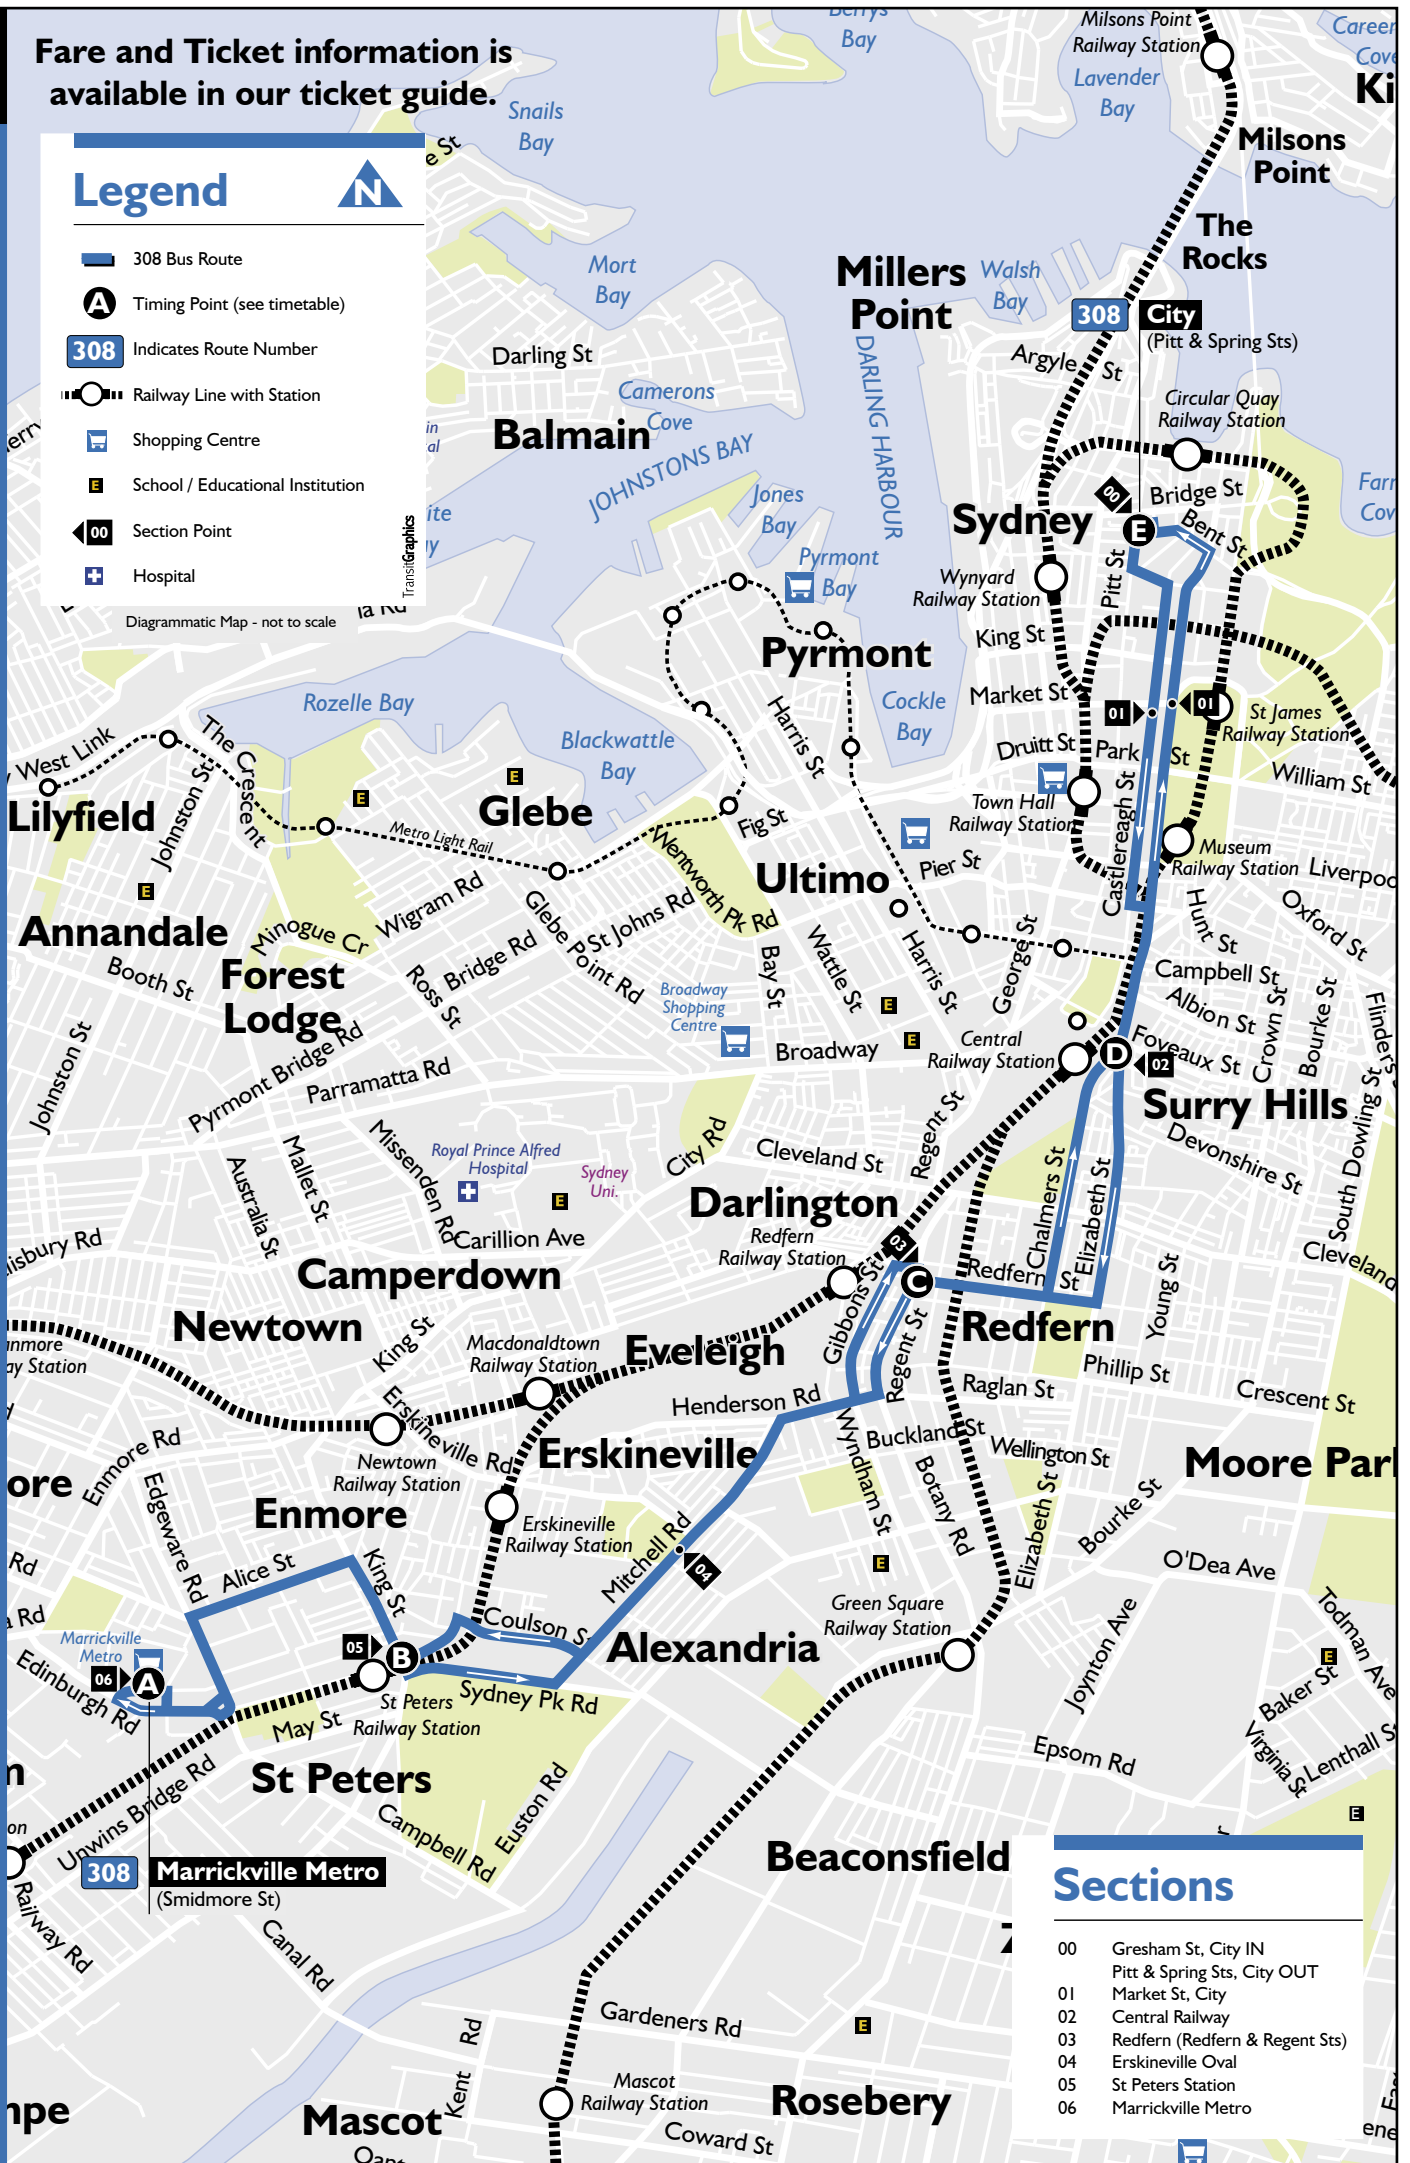 Fare and Ticket information is
available in our ticket guide.
Legend
N
308 Bus Route
A
Timing Point (see timetable)
308
Indicates Route Number
Railway Line with Station
Shopping Centre
E
School / Educational Institution
00
Section Point
Hospital
TransitGraphics
Diagrammatic Map - not to scale
Snails
Bay
Berrys
Bay
Milsons Point
Railway Station
Lavender
Bay
Milsons
Point
The
Rocks
Mort
Bay
Millers
Point
Walsh
Bay
308
City
(Pitt & Spring Sts)
Darling St
Argyle St
DARLING HARBOUR
Camerons
Cove
Balmain
JOHNSTONS BAY
Circular Quay
Railway Station
Jones
Bay
00
Bridge St
Sydney
E
Bent St
Pyrmont
Bay
Wynyard
Railway Station
Pitt St
King St
Pyrmont
Rozelle Bay
Market St
Cockle
Bay
01
01
St James
Railway Station
Harris St
Blackwattle
Bay
Druitt St
Park St
West Link
The Crescent
William St
E
E
Lilyfield
Johnston St
Glebe
Town Hall
Railway Station
Castlereagh St
Metro Light Rail
Fig St
Museum
Railway Station
Pier St
Ultimo
Wentworth Pk Rd
E
Wigram Rd
Glebe Point Rd
St Johns Rd
Hunt St
Oxford St
Annandale
Minogue Cr
Bridge Rd
Wattle St
Harris St
George St
Booth St
Forest
Lodge
Ross St
Bay St
Campbell St
Albion St
Crown St
Bourke St
Broadway
Shopping
Centre
E
E
Central
Railway Station
Broadway
D
02
Foveaux St
Johnston St
Pyrmont Bridge Rd
Parramatta Rd
Surry Hills
Regent St
City Rd
Cleveland St
Devonshire St
South Dowling St
Missenden Rd
Mallet St
Australia St
Royal Prince Alfred
Hospital
Sydney
Uni.
E
Carillion Ave
Darlington
Redfern
Railway Station
03
C
Chalmers St
Elizabeth St
Redfern St
Young St
Cleveland
Camperdown
Gibbons St
Regent St
Newtown
King St
Macdonaldtown
Railway Station
Eveleigh
Redfern
Phillip St
Raglan St
Crescent St
Henderson Rd
Erskineville Rd
Enmore Rd
Edgeware Rd
Newtown
Railway Station
Erskineville
Wyndham St
Buckland St
Botany Rd
Wellington St
Moore Par
Enmore
Erskineville
Railway Station
Mitchell Rd
04
E
Elizabeth St
Bourke St
O'Dea Ave
Alice St
King St
Coulson S
Green Square
Railway Station
Todman Ave
Marrickville
Metro
A
06
Edinburgh Rd
05
B
Alexandria
Joynton Ave
E
Baker St
Sydney Pk Rd
St Peters
Railway Station
May St
Virginia St
Lenthall S
Epsom Rd
St Peters
Euston Rd
Campbell Rd
Unwins Bridge Rd
E
308
Marrickville Metro
(Smidmore St)
Beaconsfield
Railway Rd
Canal Rd
Gardeners Rd
E
Kent Rd
Mascot
Railway Station
Mascot
Rosebery
Coward St
Sections
00 Gresham St, City IN
Pitt & Spring Sts, City OUT
01 Market St, City
02 Central Railway
03 Redfern (Redfern & Regent Sts)
04 Erskineville Oval
05 St Peters Station
06 Marrickville Metro